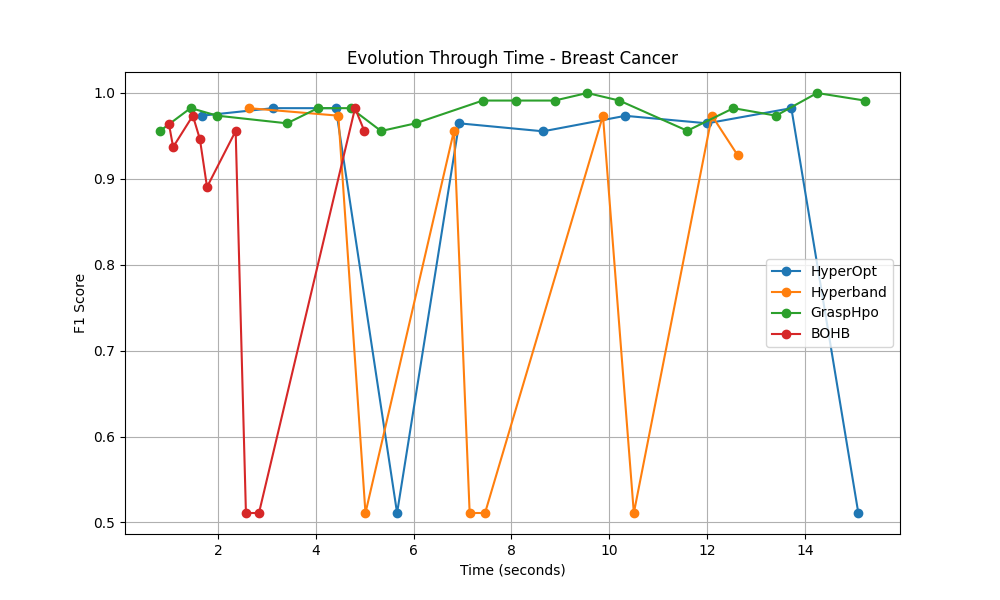 Evolution Through Time - Breast Cancer
F1 Score
1.0
0.9
0.8
0.7
0.6
0.5
2 4 6 8 10 12 14
Time (seconds)
HyperOpt
Hyperband
GraspHpo
BOHB